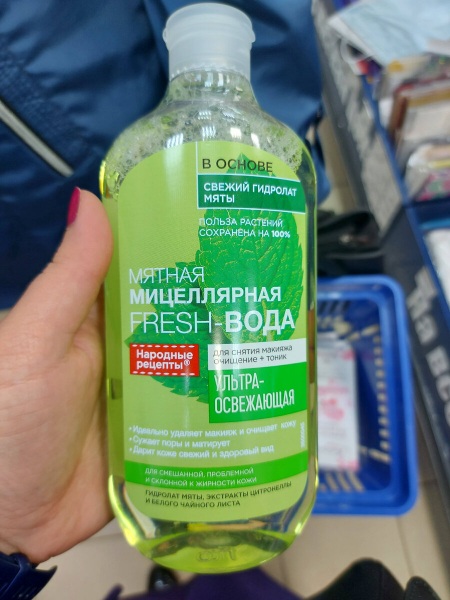 В ОСНОВЕ
СВЕЖИЙ ГИДРОЛАТ
МЯТЫ
ПОЛЬЗА РАСТЕНИЙ
СОХРАНЕНА НА 100%
МЯТНАЯ
МИЦЕЛЛЯРНАЯ
FRESH-ВОДА
Народные
рецепты®
для снятия макияжа
очищение + тоник
УЛЬТРА-
ОСВЕЖАЮЩАЯ
• Идеально удаляет макияж и очищает кожу
• Сужает поры и матирует
• Дарит коже свежий и здоровый вид
ДЛЯ СМЕШАННОЙ, ПРОБЛЕМНОЙ
И СКЛОННОЙ К ЖИРНОСТИ КОЖИ
ГИДРОЛАТ МЯТЫ, ЭКСТРАКТЫ ЦИТРОНЕЛЛЫ
И БЕЛОГО ЧАЙНОГО ЛИСТА